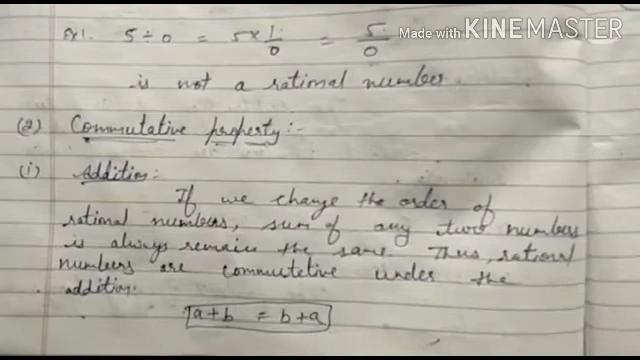 Made with KINEMASTER
Ex 1. 5 ÷ 0 = 5 × 1/0 = 5/0
is not a rational number
(2) Commutative property:-
(i) Addition:
If we change the order of
rational numbers, sum of any two numbers
is always remain the same. Thus, rational
numbers are commutetive under the
addition.
a+b = b+a